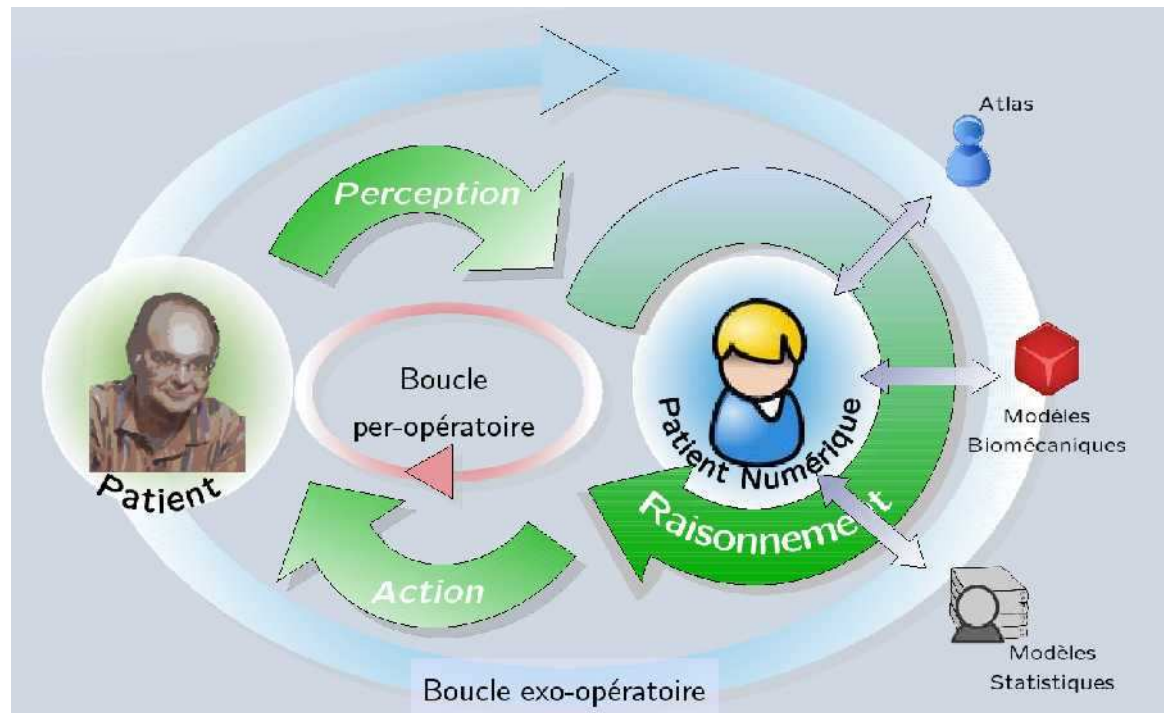 Atlas
Perception
Boucle
per-opératoire
Patient
Patient Numérique
Modèles
Biomécaniques
Raisonnement
Action
Modèles
Statistiques
Boucle exo-opératoire